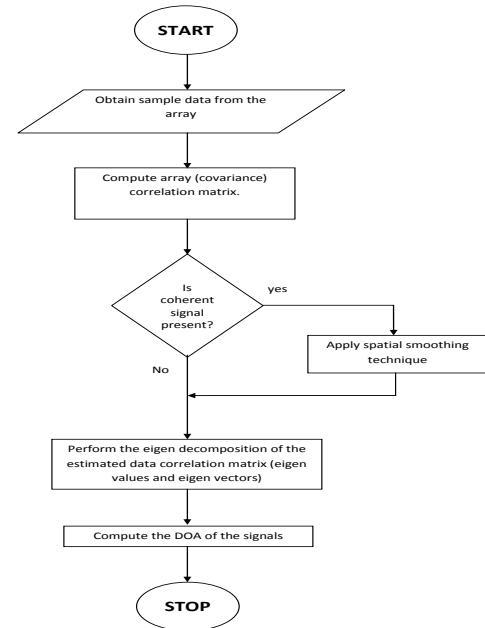 START
Obtain sample data from the
array
Compute array (covariance)
correlation matrix.
Is
coherent
signal
present?
yes
Apply spatial smoothing
technique
No
Perform the eigen decomposition of the
estimated data correlation matrix (eigen
values and eigen vectors)
Compute the DOA of the signals
STOP